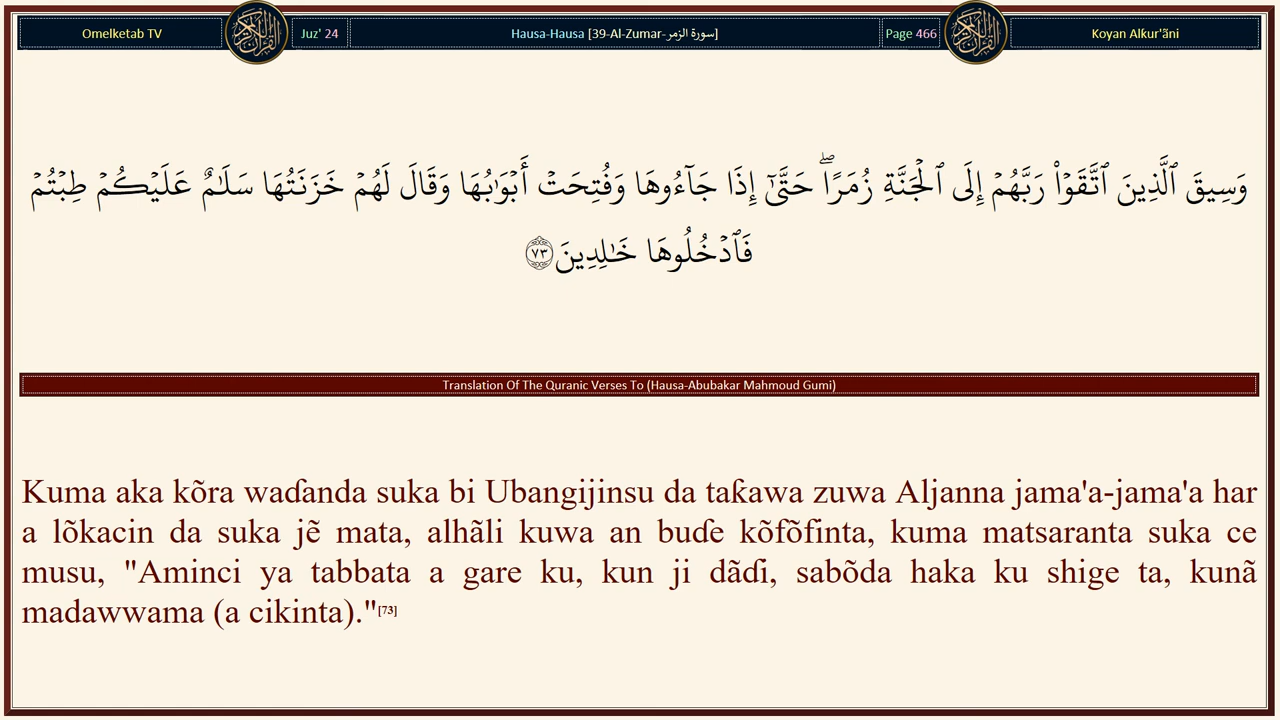 Omelketab TV
Juz' 24
Hausa-Hausa [39-Al-Zumar-سورة الزمر]
Page 466
Koyan Alƙur'ãni
وَسِيقَ ٱلَّذِينَ ٱتَّقَوۡاْ رَبَّهُمۡ إِلَى ٱلۡجَنَّةِ زُمَرًاۖ حَتَّىٰٓ إِذَا جَآءُوهَا وَفُتِحَتۡ أَبۡوَٰبُهَا وَقَالَ لَهُمۡ خَزَنَتُهَا سَلَٰمٌ عَلَيۡكُمۡ طِبۡتُمۡ
فَٱدۡخُلُوهَا خَٰلِدِينَ ٧٣
Translation Of The Quranic Verses To (Hausa-Abubakar Mahmoud Gumi)
Kuma aka kõra waɗanda suka bi Ubangijinsu da taƙawa zuwa Aljanna jama'a-jama'a har
a lõkacin da suka jẽ mata, alhãli kuwa an buɗe kõfõfinta, kuma matsaranta suka ce
musu, "Aminci ya tabbata a gare ku, kun ji dãɗi, sabõda haka ku shige ta, kunã
madawwama (a cikinta)."[73]